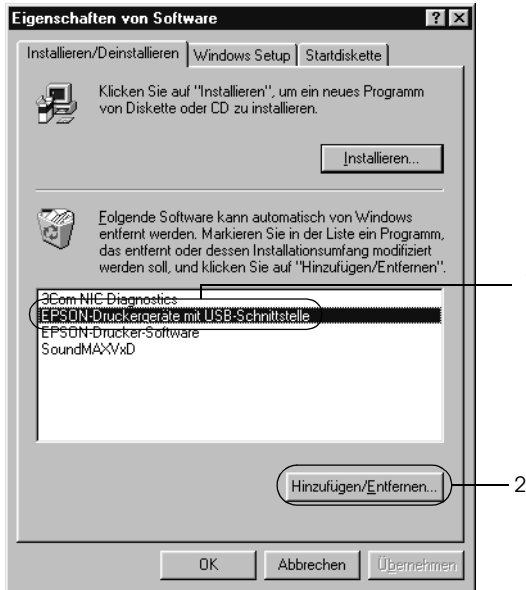 Eigenschaften von Software
Installieren/Deinstallieren Windows Setup Startdiskette
Klicken Sie auf "Installieren", um ein neues Programm
von Diskette oder CD zu installieren.
Installieren...
Folgende Software kann automatisch von Windows
entfernt werden. Markieren Sie in der Liste ein Programm,
das entfernt oder dessen Installationsumfang modifiziert
werden soll, und klicken Sie auf "Hinzufügen/Entfernen".
3Com NIC Diagnostics
EPSON-Druckergeräte mit USB-Schnittstelle
EPSON-Drucker-Software
SoundMAXVxD
Hinzufügen/Entfernen... 2
OK Abbrechen Übernehmen